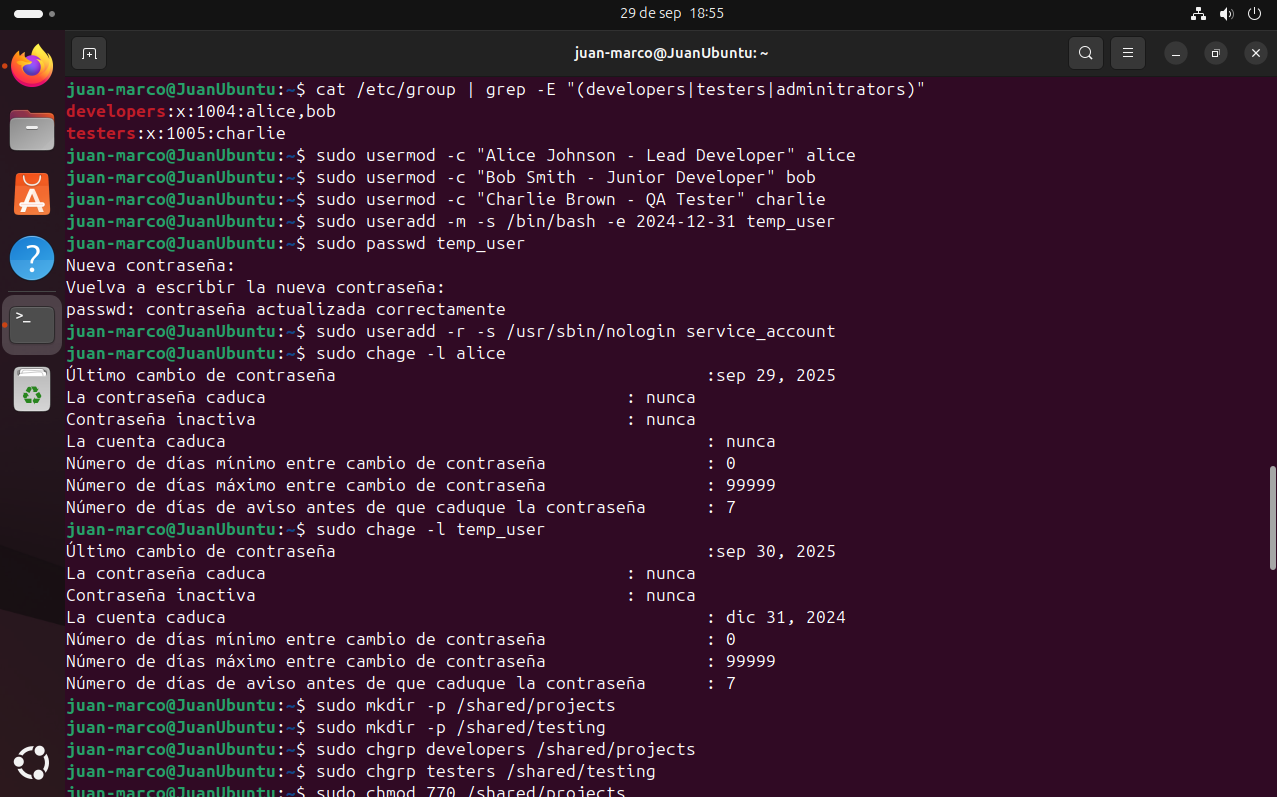 29 de sep 18:55
juan-marco@JuanUbuntu: ~
juan-marco@JuanUbuntu:~$ cat /etc/group | grep -E "(developers|testers|adminitrators)"
developers:x:1004:alice,bob
testers:x:1005:charlie
juan-marco@JuanUbuntu:~$ sudo usermod -c "Alice Johnson - Lead Developer" alice
juan-marco@JuanUbuntu:~$ sudo usermod -c "Bob Smith - Junior Developer" bob
juan-marco@JuanUbuntu:~$ sudo usermod -c "Charlie Brown - QA Tester" charlie
juan-marco@JuanUbuntu:~$ sudo useradd -m -s /bin/bash -e 2024-12-31 temp_user
juan-marco@JuanUbuntu:~$ sudo passwd temp_user
Nueva contraseña:
Vuelva a escribir la nueva contraseña:
passwd: contraseña actualizada correctamente
juan-marco@JuanUbuntu:~$ sudo useradd -r -s /usr/sbin/nologin service_account
juan-marco@JuanUbuntu:~$ sudo chage -l alice
Último cambio de contraseña :sep 29, 2025
La contraseña caduca : nunca
Contraseña inactiva : nunca
La cuenta caduca : nunca
Número de días mínimo entre cambio de contraseña : 0
Número de días máximo entre cambio de contraseña : 99999
Número de días de aviso antes de que caduque la contraseña : 7
juan-marco@JuanUbuntu:~$ sudo chage -l temp_user
Último cambio de contraseña :sep 30, 2025
La contraseña caduca : nunca
Contraseña inactiva : nunca
La cuenta caduca : dic 31, 2024
Número de días mínimo entre cambio de contraseña : 0
Número de días máximo entre cambio de contraseña : 99999
Número de días de aviso antes de que caduque la contraseña : 7
juan-marco@JuanUbuntu:~$ sudo mkdir -p /shared/projects
juan-marco@JuanUbuntu:~$ sudo mkdir -p /shared/testing
juan-marco@JuanUbuntu:~$ sudo chgrp developers /shared/projects
juan-marco@JuanUbuntu:~$ sudo chgrp testers /shared/testing
juan-marco@JuanUbuntu:~$ sudo chmod 770 /shared/projects